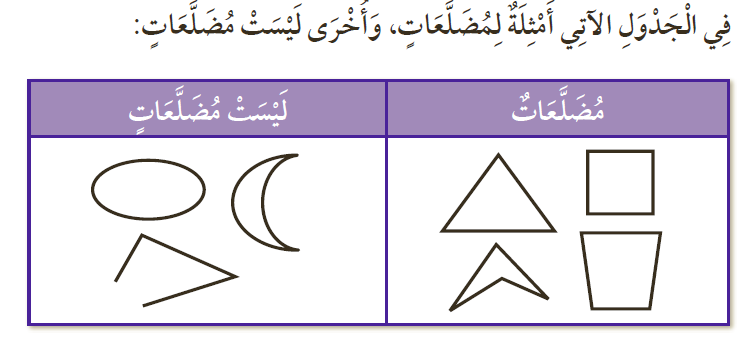 فِي الْجَدْوَلِ الآتِي أَمْثِلَةٌ لِمُضَلَّعَاتٍ، وَأُخْرَى لَيْسَتْ مُضَلَّعَاتٍ:
مُضَلَّعَاتٌ
لَيْسَتْ مُضَلَّعَاتٍ